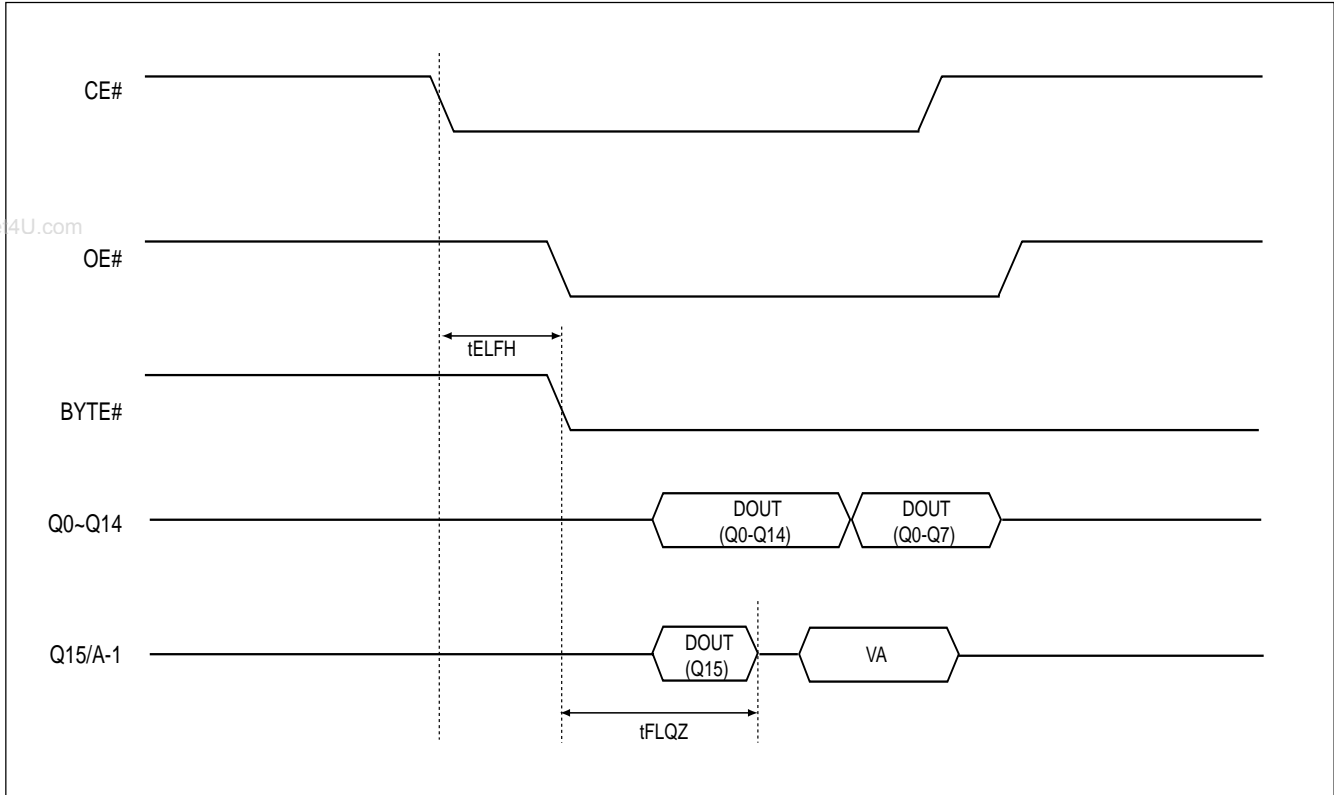 CE#
et4U.com
OE#
tELFH
BYTE#
Q0~Q14
DOUT
(Q0-Q14)
DOUT
(Q0-Q7)
Q15/A-1
DOUT
(Q15)
VA
tFLQZ